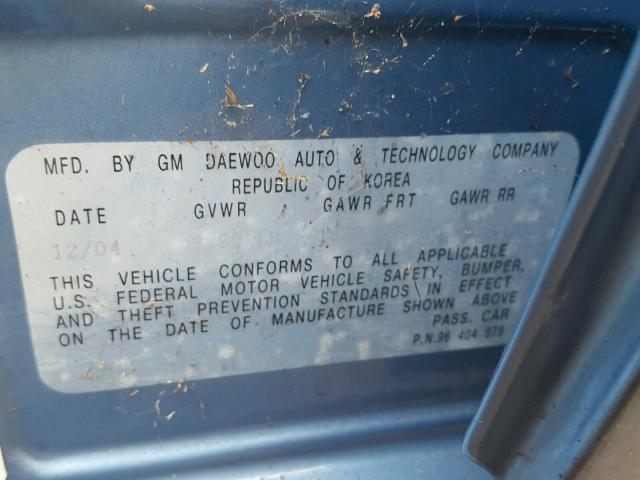 MFD. BY GM DAEWOO AUTO & TECHNOLOGY COMPANY
REPUBLIC OF KOREA
DATE GVWR GAWR FRT GAWR RR
12/04
THIS VEHICLE CONFORMS TO ALL APPLICABLE
U.S. FEDERAL MOTOR VEHICLE SAFETY, BUMPER,
AND THEFT PREVENTION STANDARDS IN EFFECT
ON THE DATE OF MANUFACTURE SHOWN ABOVE
PASS. CAR
P.N.96 404 578